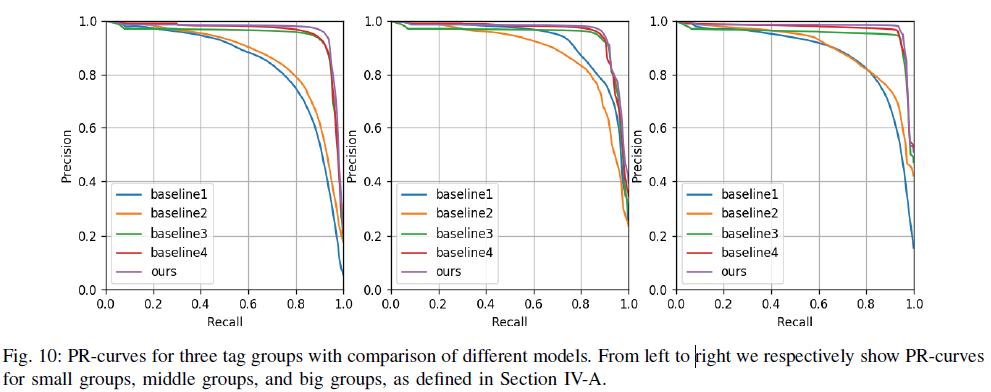 1.0
0.8
0.6
0.4
0.2
0.0
Precision
baseline1
baseline2
baseline3
baseline4
ours
0.0 0.2 0.4 0.6 0.8 1.0
Recall
1.0
0.8
0.6
0.4
0.2
0.0
Precision
baseline1
baseline2
baseline3
baseline4
ours
0.0 0.2 0.4 0.6 0.8 1.0
Recall
1.0
0.8
0.6
0.4
0.2
0.0
Precision
baseline1
baseline2
baseline3
baseline4
ours
0.0 0.2 0.4 0.6 0.8 1.0
Recall
Fig. 10: PR-curves for three tag groups with comparison of different models. From left to right we respectively show PR-curves
for small groups, middle groups, and big groups, as defined in Section IV-A.